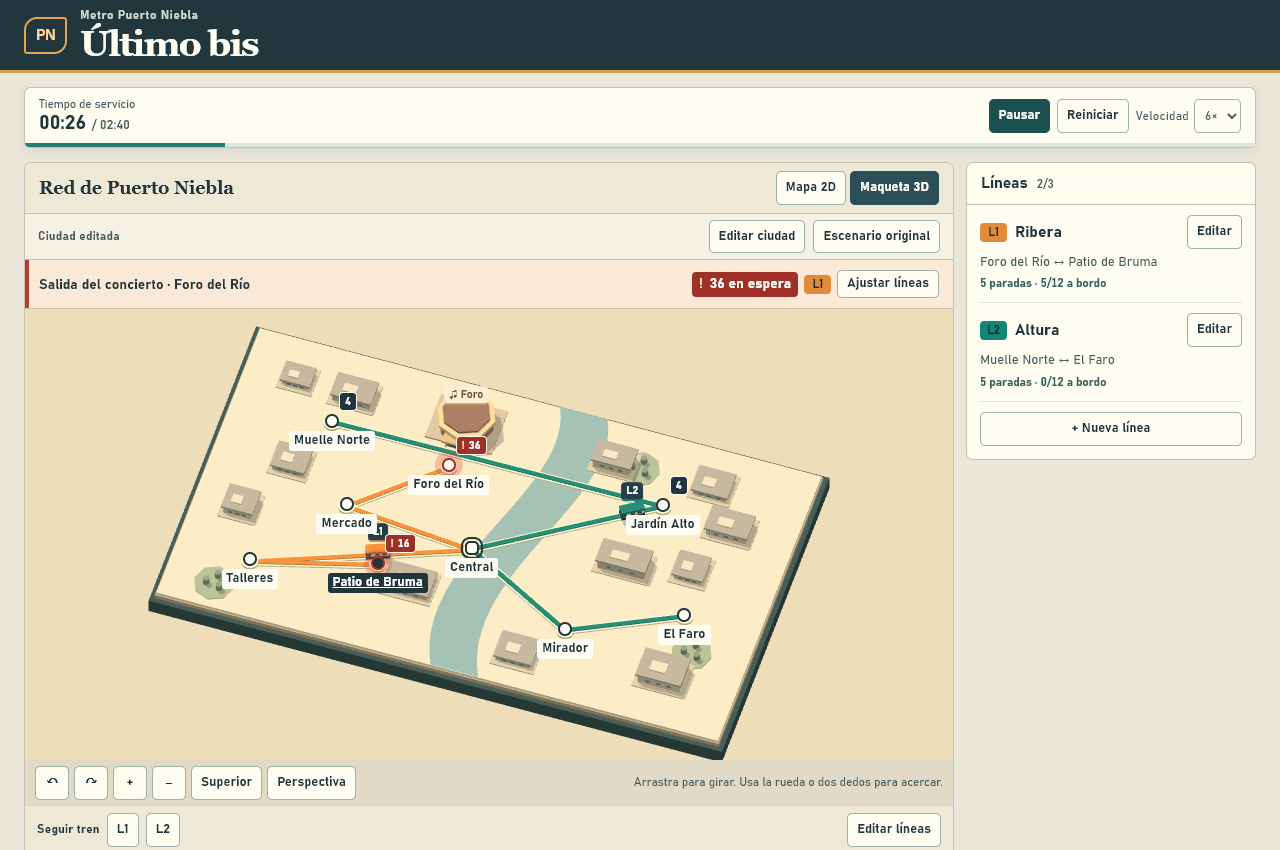 PN
Metro Puerto Niebla
Último bis
Tiempo de servicio
00:26 / 02:40
Pausar
Reiniciar
Velocidad
6×
Red de Puerto Niebla
Mapa 2D
Maqueta 3D
Ciudad editada
Editar ciudad
Escenario original
Salida del concierto · Foro del Río
! 36 en espera
L1
Ajustar líneas
♫ Foro
4
Muelle Norte
! 36
Foro del Río
L2
4
Jardín Alto
Mercado
! 16
Central
Talleres
Patio de Bruma
El Faro
Mirador
+
–
Superior
Perspectiva
Arrastra para girar. Usa la rueda o dos dedos para acercar.
Seguir tren
L1
L2
Editar líneas
Líneas 2/3
L1 Ribera
Editar
Foro del Río ↔ Patio de Bruma
5 paradas · 5/12 a bordo
L2 Altura
Editar
Muelle Norte ↔ El Faro
5 paradas · 0/12 a bordo
+ Nueva línea